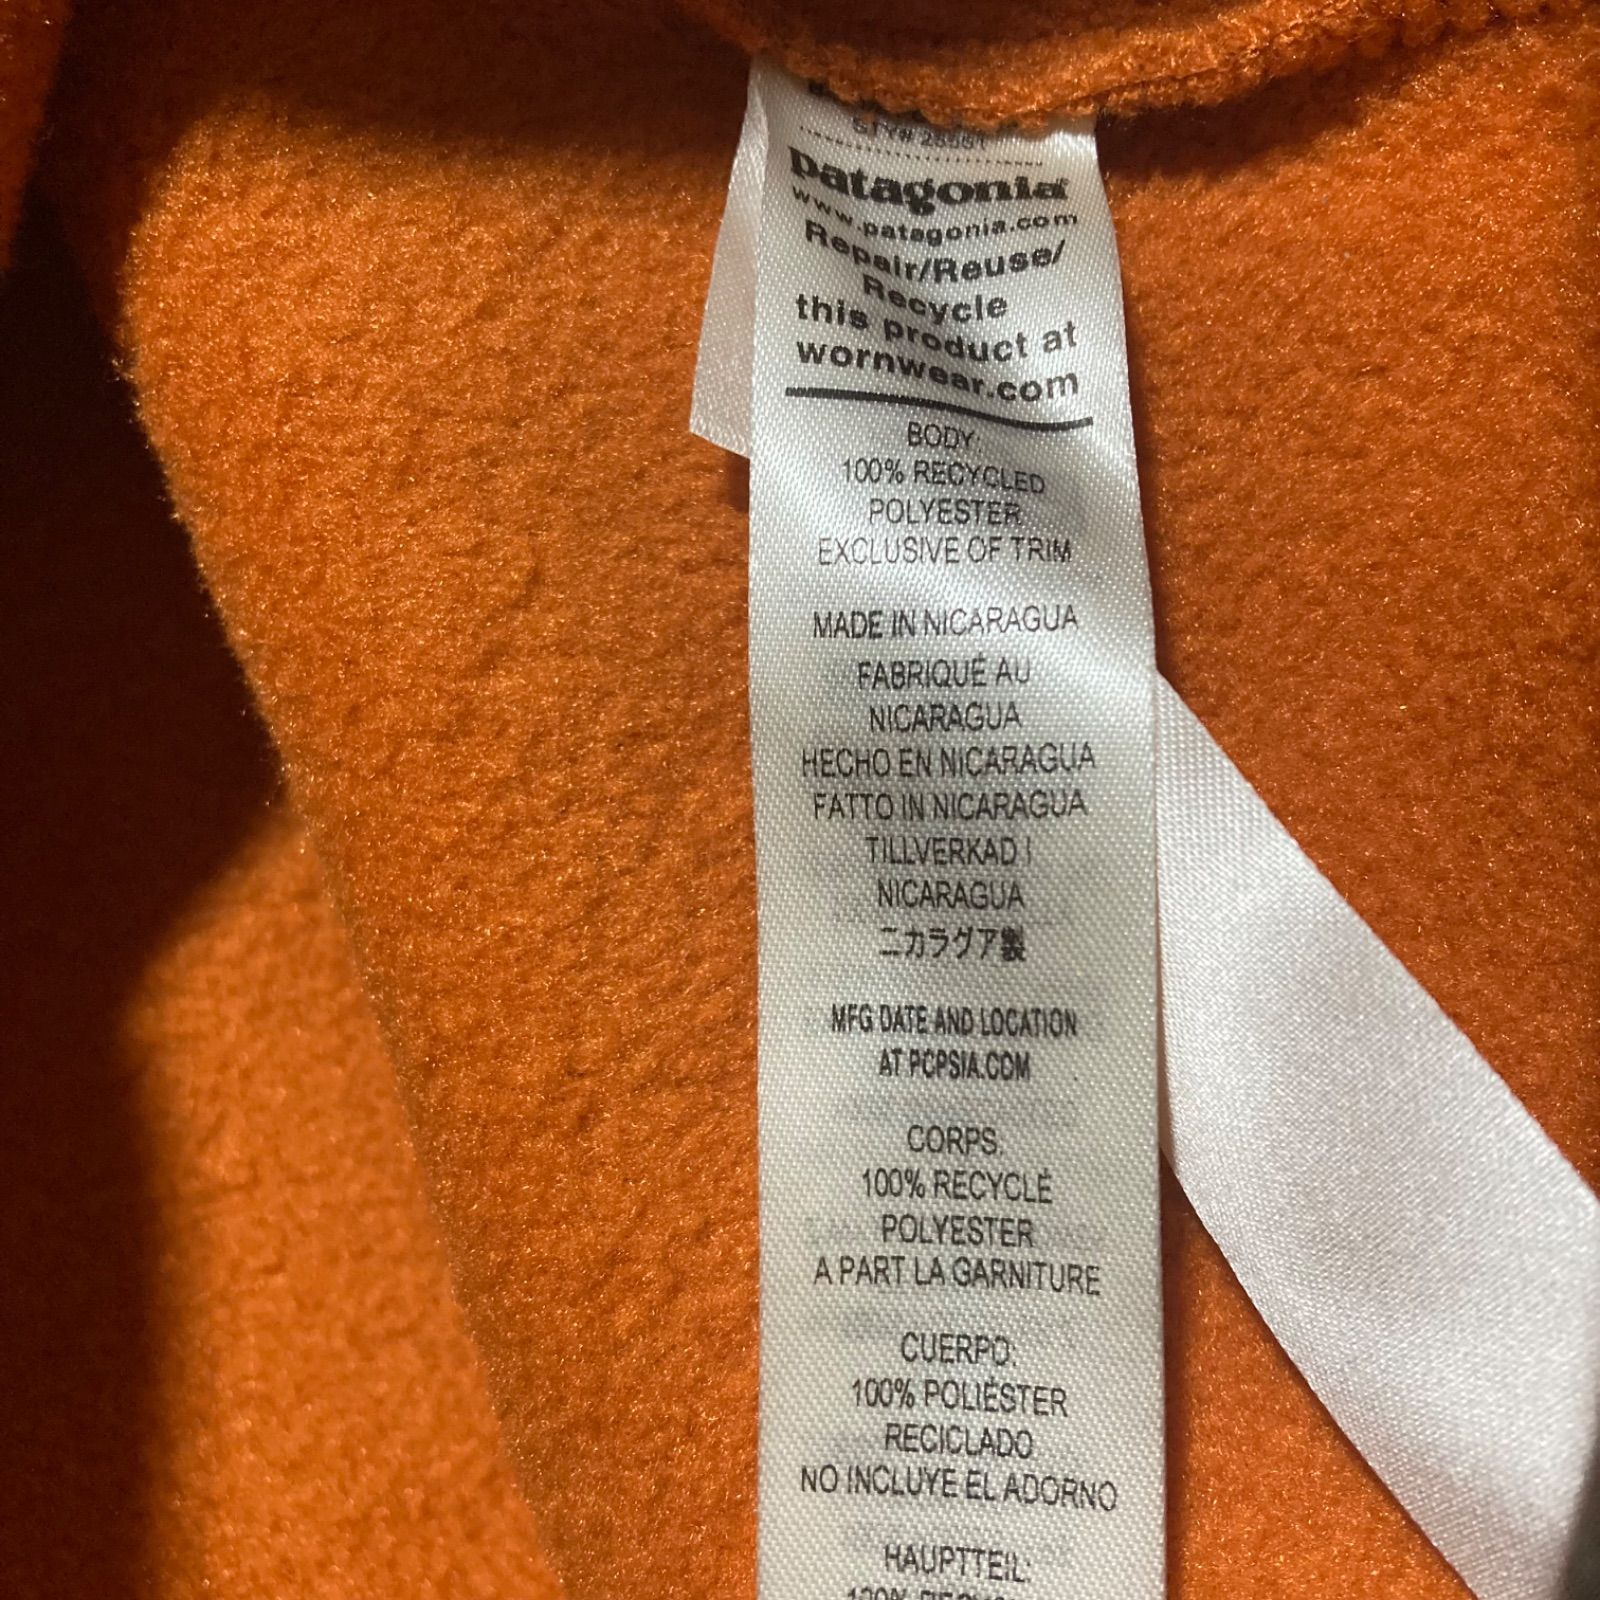 patagonia
www.patagonia.com
Repair/Reuse/
Recycle
this product at
wornwear.com
BODY:
100% RECYCLED
POLYESTER
EXCLUSIVE OF TRIM
MADE IN NICARAGUA
FABRIQUÉ AU
NICARAGUA
HECHO EN NICARAGUA
FATTO IN NICARAGUA
TILLVERKAD I
NICARAGUA
ニカラグア製
MFG DATE AND LOCATION
AT PCPSIA.COM
CORPS:
100% RECYCLÉ
POLYESTER
A PART LA GARNITURE
CUERPO:
100% POLIÉSTER
RECICLADO
NO INCLUYE EL ADORNO
HAUPTTEIL:
100%